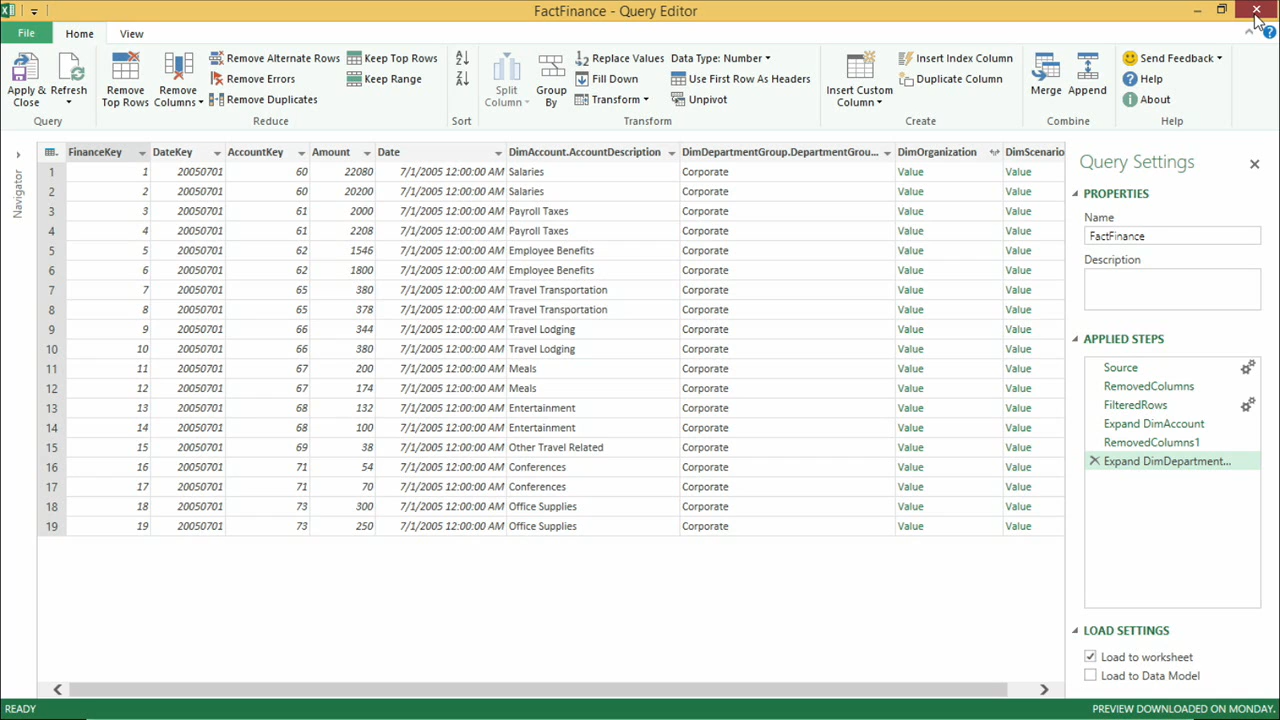 FactFinance - Query Editor
File Home View
Apply & Close Refresh Remove Top Rows Remove Columns Remove Alternate Rows Remove Errors Remove Duplicates Keep Top Rows Keep Range
Split Column Group By Replace Values Fill Down Transform Data Type: Number Use First Row As Headers Unpivot
Insert Custom Column Insert Index Column Duplicate Column Merge Append Send Feedback Help About
Query Reduce Sort Transform Create Combine Help
Navigator
FinanceKey DateKey AccountKey Amount Date DimAccount.AccountDescription DimDepartmentGroup.DepartmentGrou... DimOrganization DimScenario
1 1 20050701 60 22080 7/1/2005 12:00:00 AM Salaries Corporate Value Value
2 2 20050701 60 20200 7/1/2005 12:00:00 AM Salaries Corporate Value Value
3 3 20050701 61 2000 7/1/2005 12:00:00 AM Payroll Taxes Corporate Value Value
4 4 20050701 61 2208 7/1/2005 12:00:00 AM Payroll Taxes Corporate Value Value
5 5 20050701 62 1546 7/1/2005 12:00:00 AM Employee Benefits Corporate Value Value
6 6 20050701 62 1800 7/1/2005 12:00:00 AM Employee Benefits Corporate Value Value
7 7 20050701 65 380 7/1/2005 12:00:00 AM Travel Transportation Corporate Value Value
8 8 20050701 65 378 7/1/2005 12:00:00 AM Travel Transportation Corporate Value Value
9 9 20050701 66 344 7/1/2005 12:00:00 AM Travel Lodging Corporate Value Value
10 10 20050701 66 380 7/1/2005 12:00:00 AM Travel Lodging Corporate Value Value
11 11 20050701 67 200 7/1/2005 12:00:00 AM Meals Corporate Value Value
12 12 20050701 67 174 7/1/2005 12:00:00 AM Meals Corporate Value Value
13 13 20050701 68 132 7/1/2005 12:00:00 AM Entertainment Corporate Value Value
14 14 20050701 68 100 7/1/2005 12:00:00 AM Entertainment Corporate Value Value
15 15 20050701 69 38 7/1/2005 12:00:00 AM Other Travel Related Corporate Value Value
16 16 20050701 71 54 7/1/2005 12:00:00 AM Conferences Corporate Value Value
17 17 20050701 71 70 7/1/2005 12:00:00 AM Conferences Corporate Value Value
18 18 20050701 73 300 7/1/2005 12:00:00 AM Office Supplies Corporate Value Value
19 19 20050701 73 250 7/1/2005 12:00:00 AM Office Supplies Corporate Value Value
Query Settings
PROPERTIES
Name
FactFinance
Description
APPLIED STEPS
Source
RemovedColumns
FilteredRows
Expand DimAccount
RemovedColumns1
Expand DimDepartment...
LOAD SETTINGS
Load to worksheet
Load to Data Model
READY PREVIEW DOWNLOADED ON MONDAY.